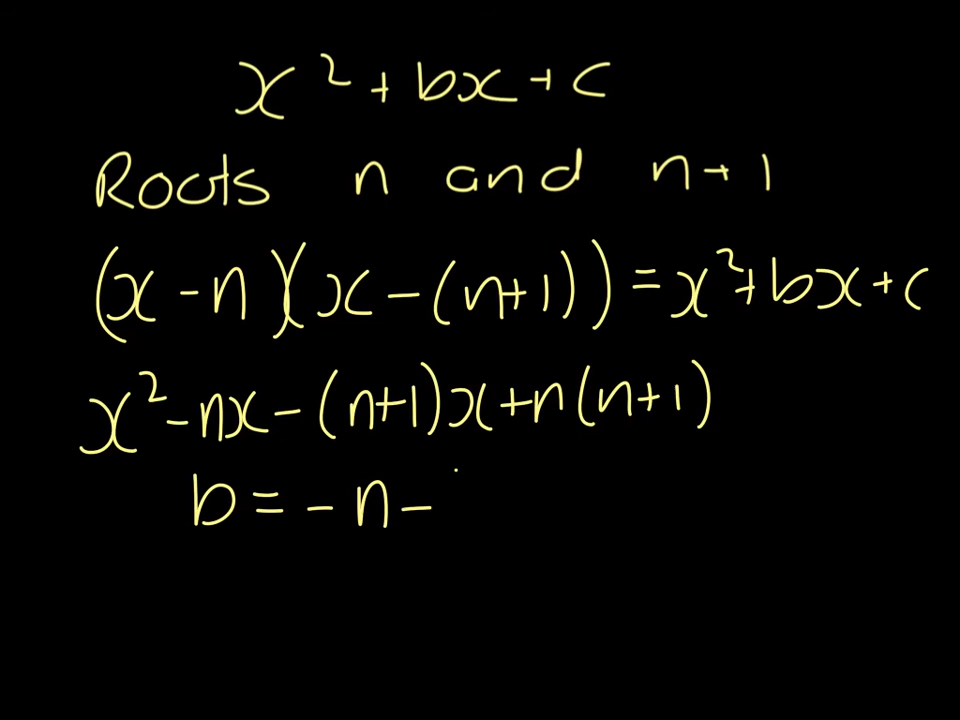 x² + bx + c
Roots n and n+1
(x - n)(x - (n+1)) = x² + bx + c
x² - nx - (n+1)x + n(n+1)
b = - n -